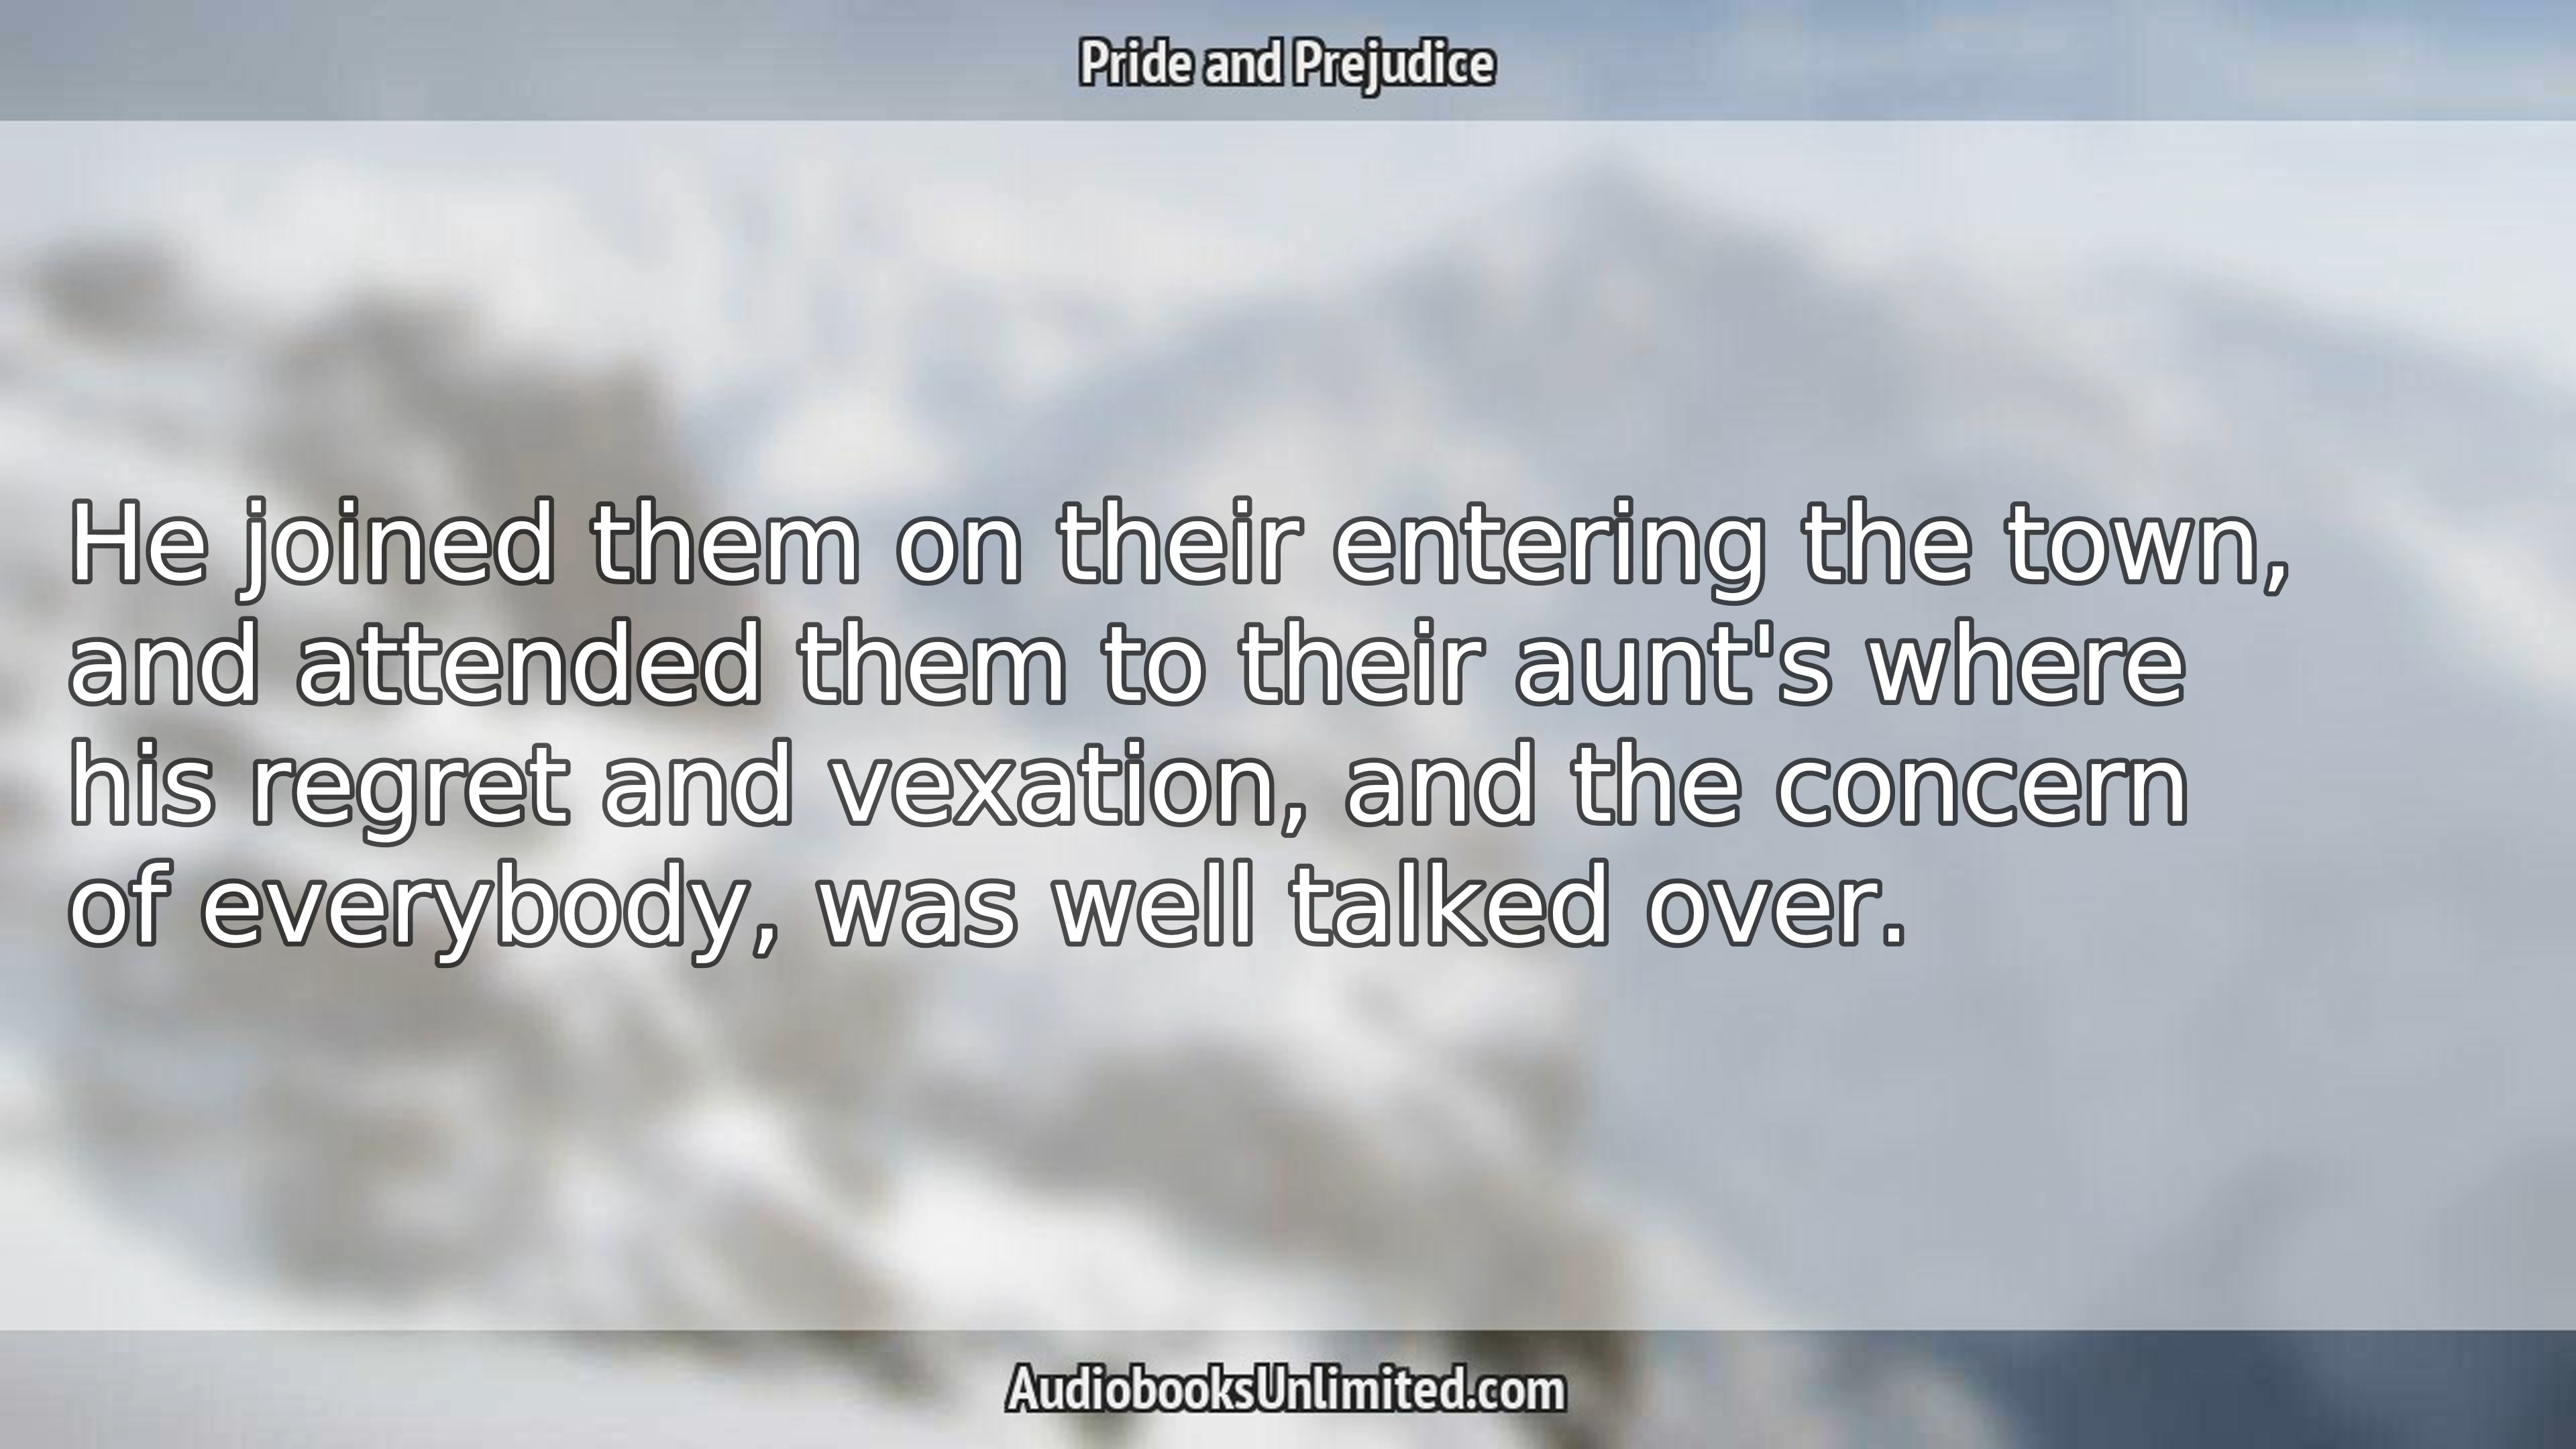 Pride and Prejudice
He joined them on their entering the town,
and attended them to their aunt's where
his regret and vexation, and the concern
of everybody, was well talked over.
AudiobooksUnlimited.com